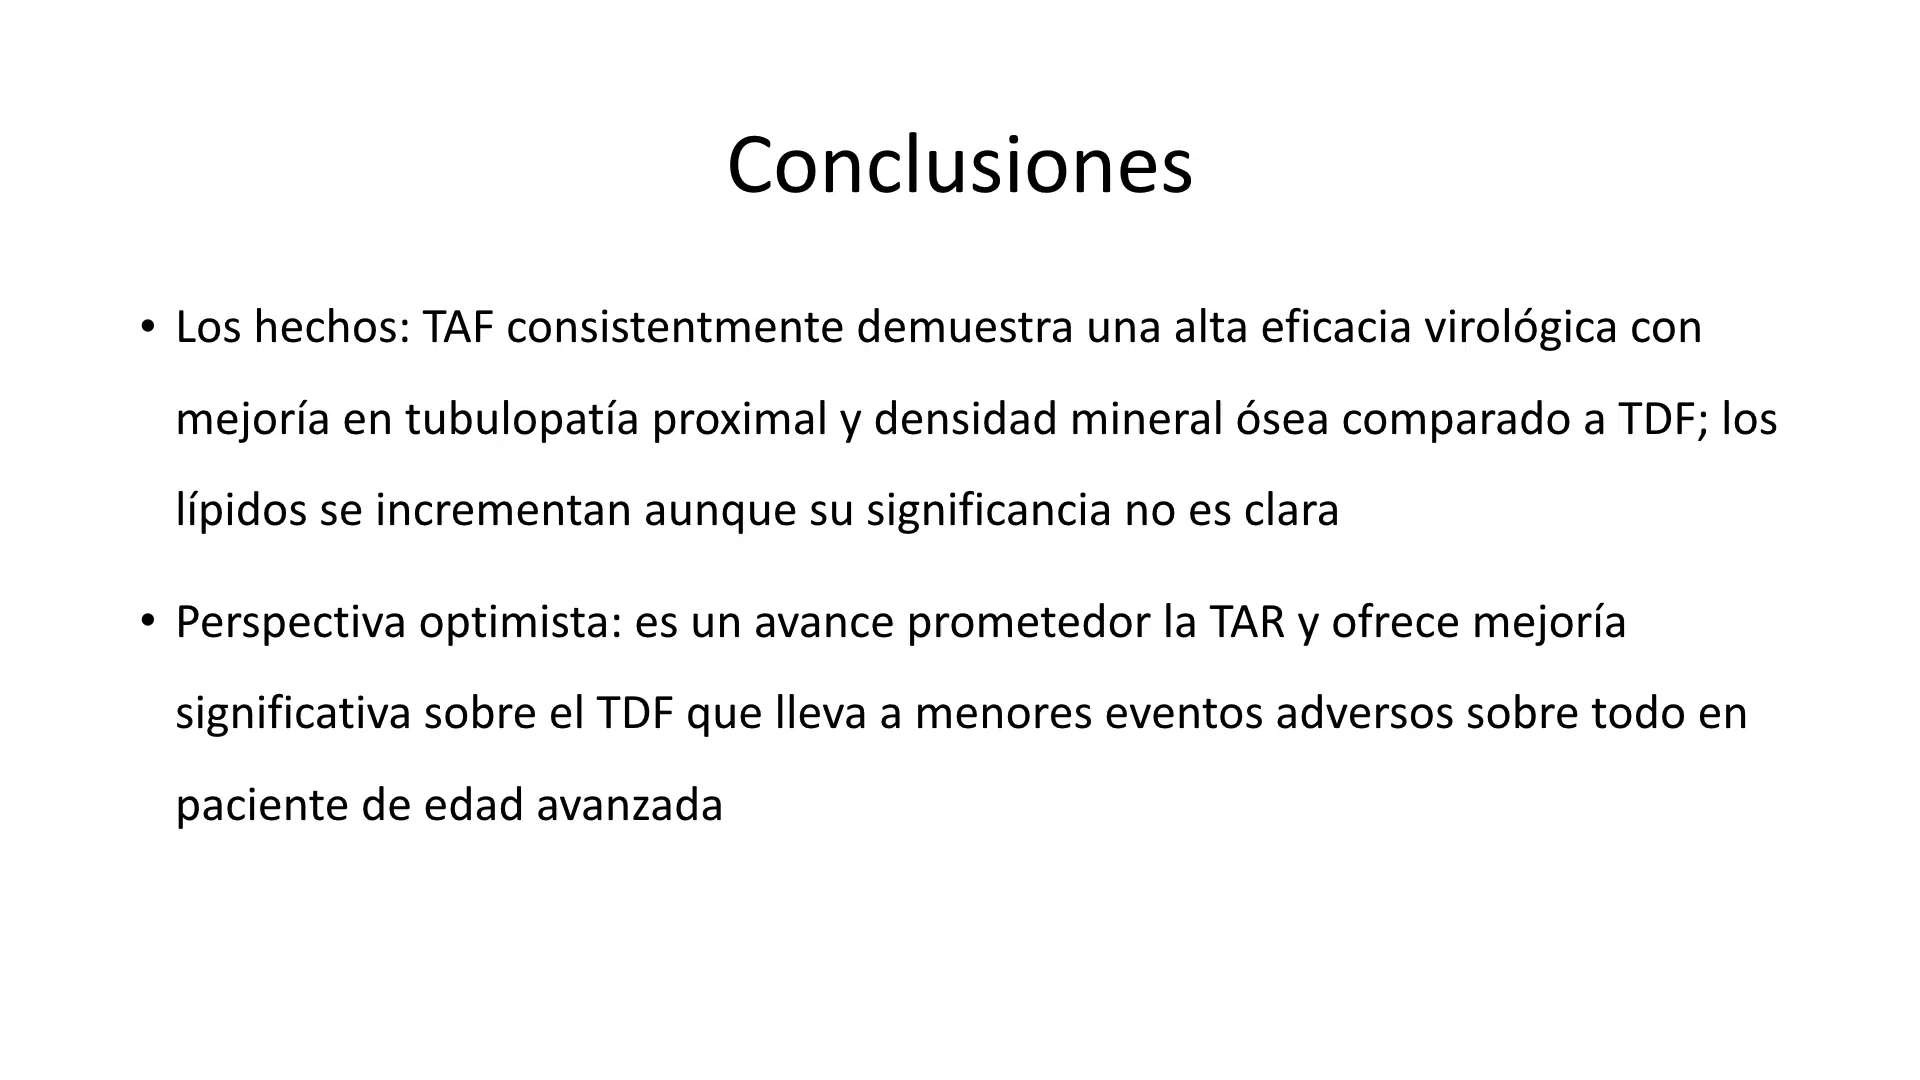 Conclusiones
• Los hechos: TAF consistentmente demuestra una alta eficacia virológica con
mejoría en tubulopatía proximal y densidad mineral ósea comparado a TDF; los
lípidos se incrementan aunque su significancia no es clara
• Perspectiva optimista: es un avance prometedor la TAR y ofrece mejoría
significativa sobre el TDF que lleva a menores eventos adversos sobre todo en
paciente de edad avanzada